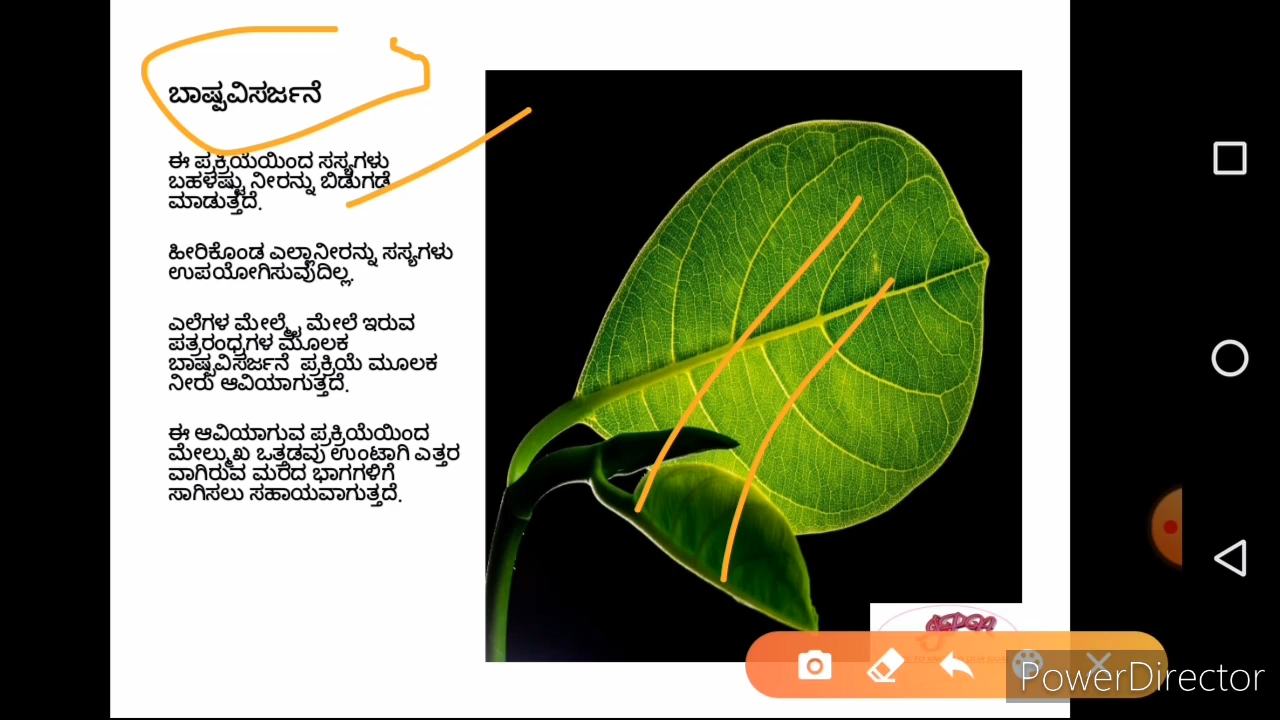 ಬಾಷ್ಪವಿಸರ್ಜನೆ
ಈ ಪ್ರಕ್ರಿಯೆಯಿಂದ ಸಸ್ಯಗಳು
ಬಹಳಷ್ಟು ನೀರನ್ನು ಬಿಡುಗಡೆ
ಮಾಡುತ್ತದೆ.
ಹೀರಿಕೊಂಡ ಎಲ್ಲಾನೀರನ್ನು ಸಸ್ಯಗಳು
ಉಪಯೋಗಿಸುವುದಿಲ್ಲ.
ಎಲೆಗಳ ಮೇಲ್ಮೈ ಮೇಲೆ ಇರುವ
ಪತ್ರರಂಧ್ರಗಳ ಮೂಲಕ
ಬಾಷ್ಪವಿಸರ್ಜನೆ ಪ್ರಕ್ರಿಯೆ ಮೂಲಕ
ನೀರು ಆವಿಯಾಗುತ್ತದೆ.
ಈ ಆವಿಯಾಗುವ ಪ್ರಕ್ರಿಯೆಯಿಂದ
ಮೇಲ್ಮುಖ ಒತ್ತಡವು ಉಂಟಾಗಿ ಎತ್ತರ
ವಾಗಿರುವ ಮರದ ಭಾಗಗಳಿಗೆ
ಸಾಗಿಸಲು ಸಹಾಯವಾಗುತ್ತದೆ.
PowerDirector